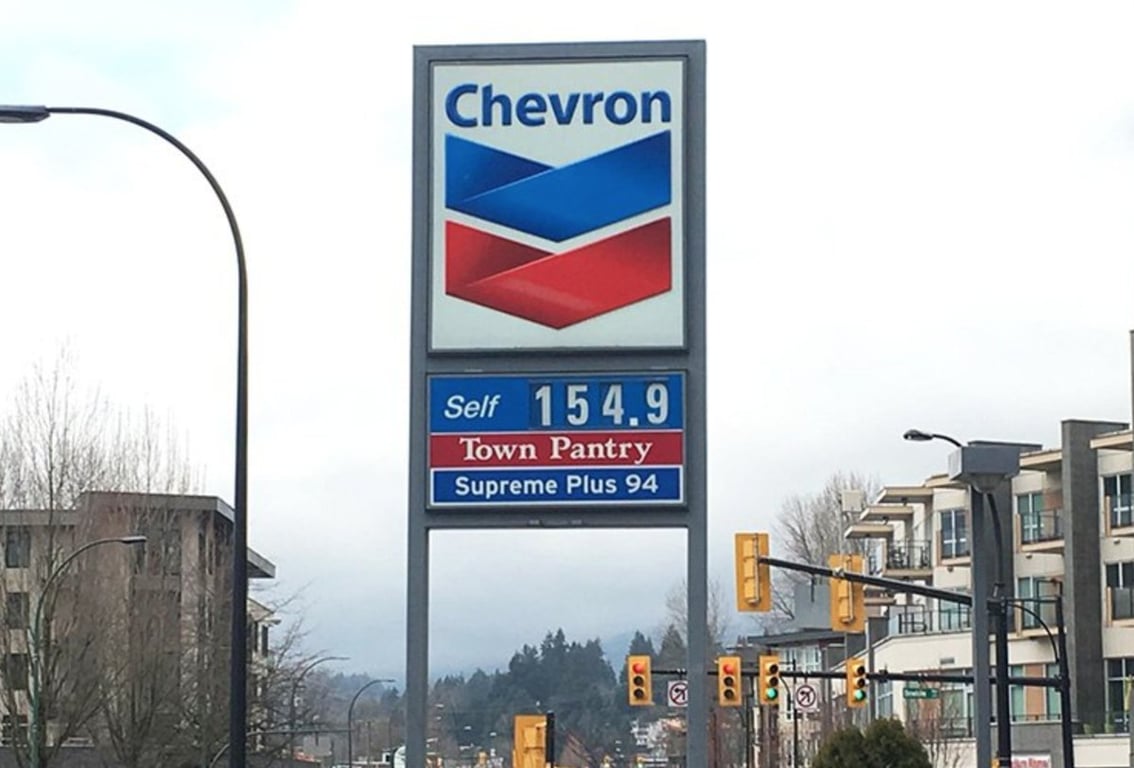 Chevron
Self 154.9
Town Pantry
Supreme Plus 94